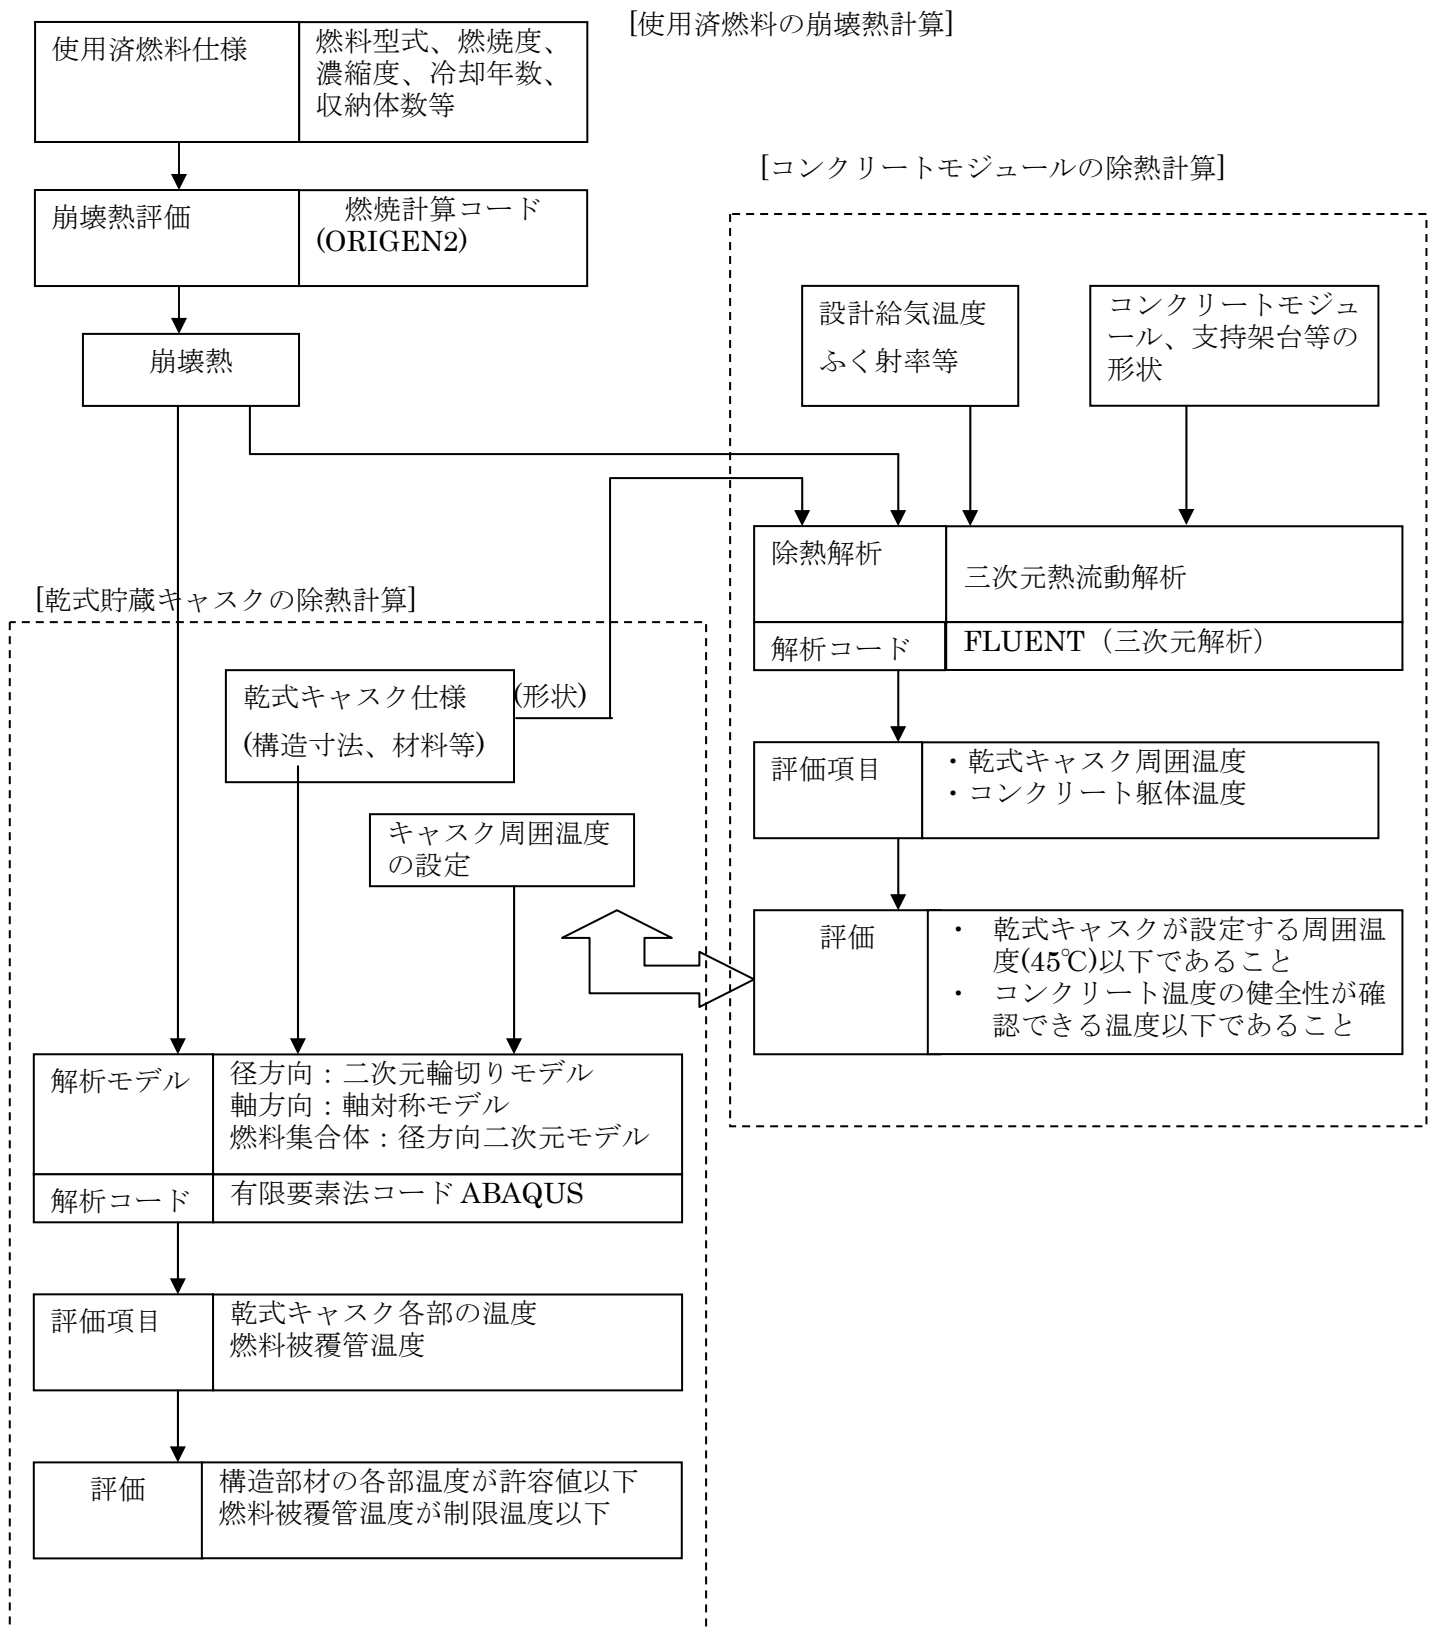 [使用済燃料の崩壊熱計算]
使用済燃料仕様
燃料型式、燃焼度、
濃縮度、冷却年数、
収納体数等
崩壊熱評価
燃焼計算コード
(ORIGEN2)
崩壊熱
[コンクリートモジュールの除熱計算]
設計給気温度
ふく射率等
コンクリートモジュ
ール、支持架台等の
形状
除熱解析
三次元熱流動解析
解析コード
FLUENT（三次元解析）
評価項目
・乾式キャスク周囲温度
・コンクリート躯体温度
評価
・ 乾式キャスクが設定する周囲温
度(45℃)以下であること
・ コンクリート温度の健全性が確
認できる温度以下であること
[乾式貯蔵キャスクの除熱計算]
乾式キャスク仕様
(構造寸法、材料等)
(形状)
キャスク周囲温度
の設定
解析モデル
径方向：二次元輪切りモデル
軸方向：軸対称モデル
燃料集合体：径方向二次元モデル
解析コード
有限要素法コード ABAQUS
評価項目
乾式キャスク各部の温度
燃料被覆管温度
評価
構造部材の各部温度が許容値以下
燃料被覆管温度が制限温度以下